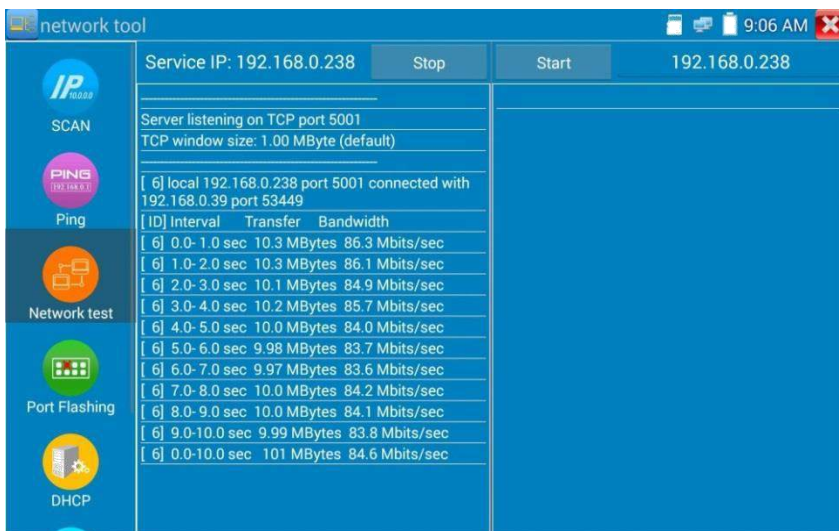 network tool
9:06 AM
Service IP: 192.168.0.238
Stop
Start
192.168.0.238
IP
10.0.0.0
SCAN
PING
192.168.0.1
Ping
Network test
Port Flashing
DHCP
Server listening on TCP port 5001
TCP window size: 1.00 MByte (default)
[ 6] local 192.168.0.238 port 5001 connected with
192.168.0.39 port 53449
[ ID] Interval Transfer Bandwidth
[ 6] 0.0- 1.0 sec 10.3 MBytes 86.3 Mbits/sec
[ 6] 1.0- 2.0 sec 10.3 MBytes 86.1 Mbits/sec
[ 6] 2.0- 3.0 sec 10.1 MBytes 84.9 Mbits/sec
[ 6] 3.0- 4.0 sec 10.2 MBytes 85.7 Mbits/sec
[ 6] 4.0- 5.0 sec 10.0 MBytes 84.0 Mbits/sec
[ 6] 5.0- 6.0 sec 9.98 MBytes 83.7 Mbits/sec
[ 6] 6.0- 7.0 sec 9.97 MBytes 83.6 Mbits/sec
[ 6] 7.0- 8.0 sec 10.0 MBytes 84.2 Mbits/sec
[ 6] 8.0- 9.0 sec 10.0 MBytes 84.1 Mbits/sec
[ 6] 9.0-10.0 sec 9.99 MBytes 83.8 Mbits/sec
[ 6] 0.0-10.0 sec 101 MBytes 84.6 Mbits/sec